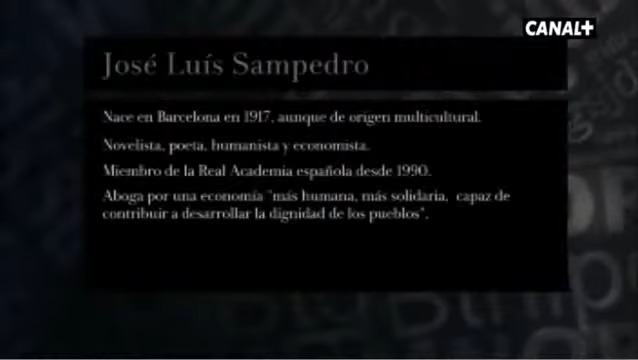 CANAL+
José Luís Sampedro
Nace en Barcelona en 1917, aunque de origen multicultural.
Novelista, poeta, humanista y economista.
Miembro de la Real Academia española desde 1990.
Aboga por una economía "más humana, más solidaria, capaz de
contribuir a desarrollar la dignidad de los pueblos".